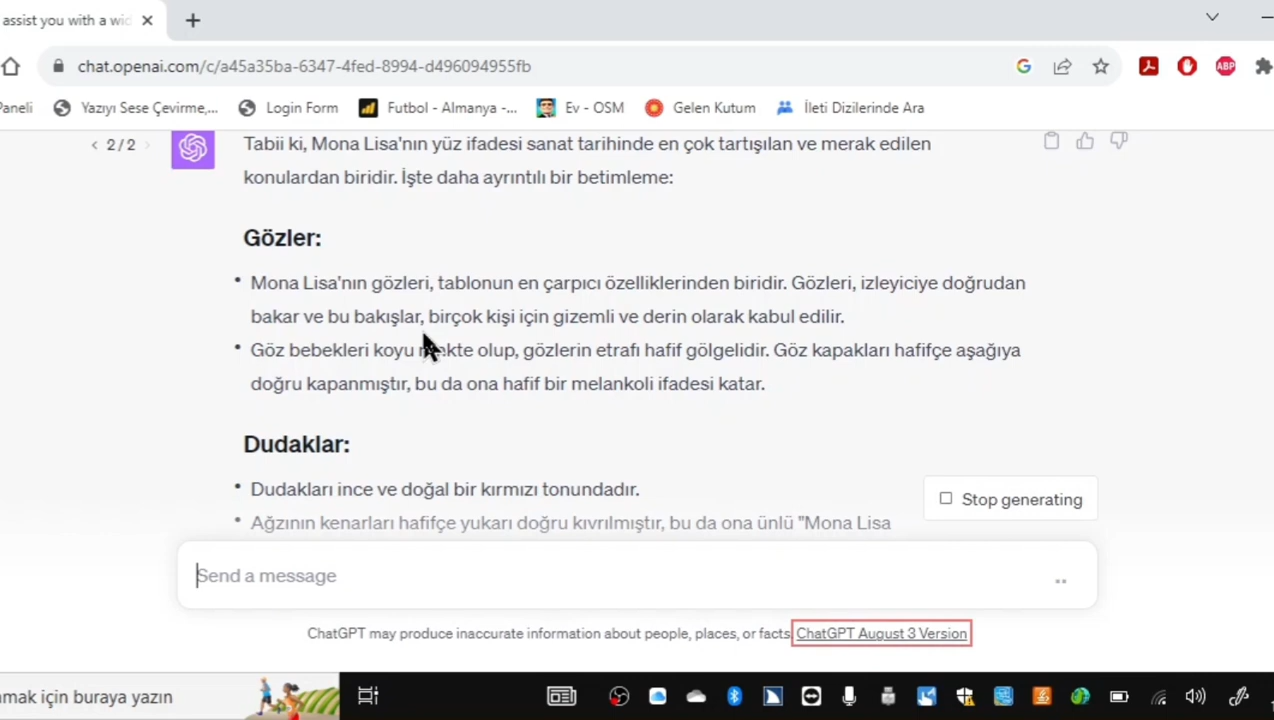 assist you with a wid
chat.openai.com/c/a45a35ba-6347-4fed-8994-d496094955fb
ABP
Paneli
Yazıyı Sese Çevirme,...
Login Form
Futbol - Almanya -...
Ev - OSM
Gelen Kutum
İleti Dizilerinde Ara
< 2/2 >
Tabii ki, Mona Lisa'nın yüz ifadesi sanat tarihinde en çok tartışılan ve merak edilen
konulardan biridir. İşte daha ayrıntılı bir betimleme:
Gözler:
• Mona Lisa'nın gözleri, tablonun en çarpıcı özelliklerinden biridir. Gözleri, izleyiciye doğrudan
bakar ve bu bakışlar, birçok kişi için gizemli ve derin olarak kabul edilir.
• Göz bebekleri koyu olup, gözlerin etrafı hafif gölgelidir. Göz kapakları hafifçe aşağıya
doğru kapanmıştır, bu da ona hafif bir melankoli ifadesi katar.
Dudaklar:
• Dudakları ince ve doğal bir kırmızı tonundadır.
Stop generating
• Ağzının kenarları hafifçe yukarı doğru kıvrılmıştır, bu da ona ünlü "Mona Lisa
Send a message
ChatGPT may produce inaccurate information about people, places, or facts. ChatGPT August 3 Version
amak için buraya yazın